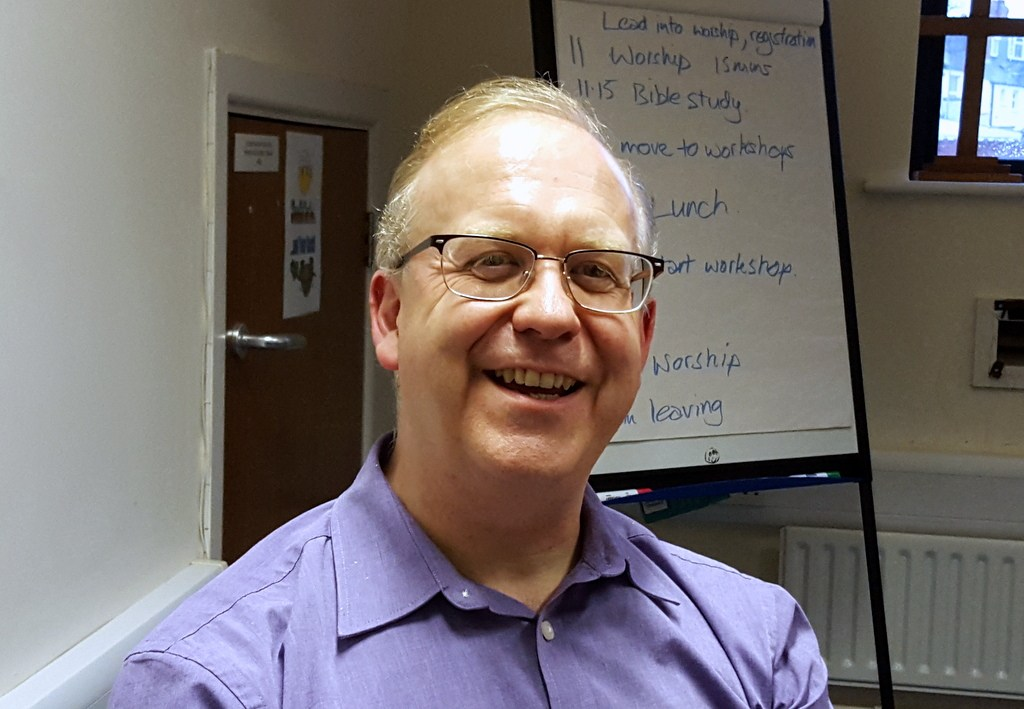 Lead into worship, registration
11 Worship 15mins
11.15 Bible study
move to workshops
Lunch
art workshop.
Worship
leaving